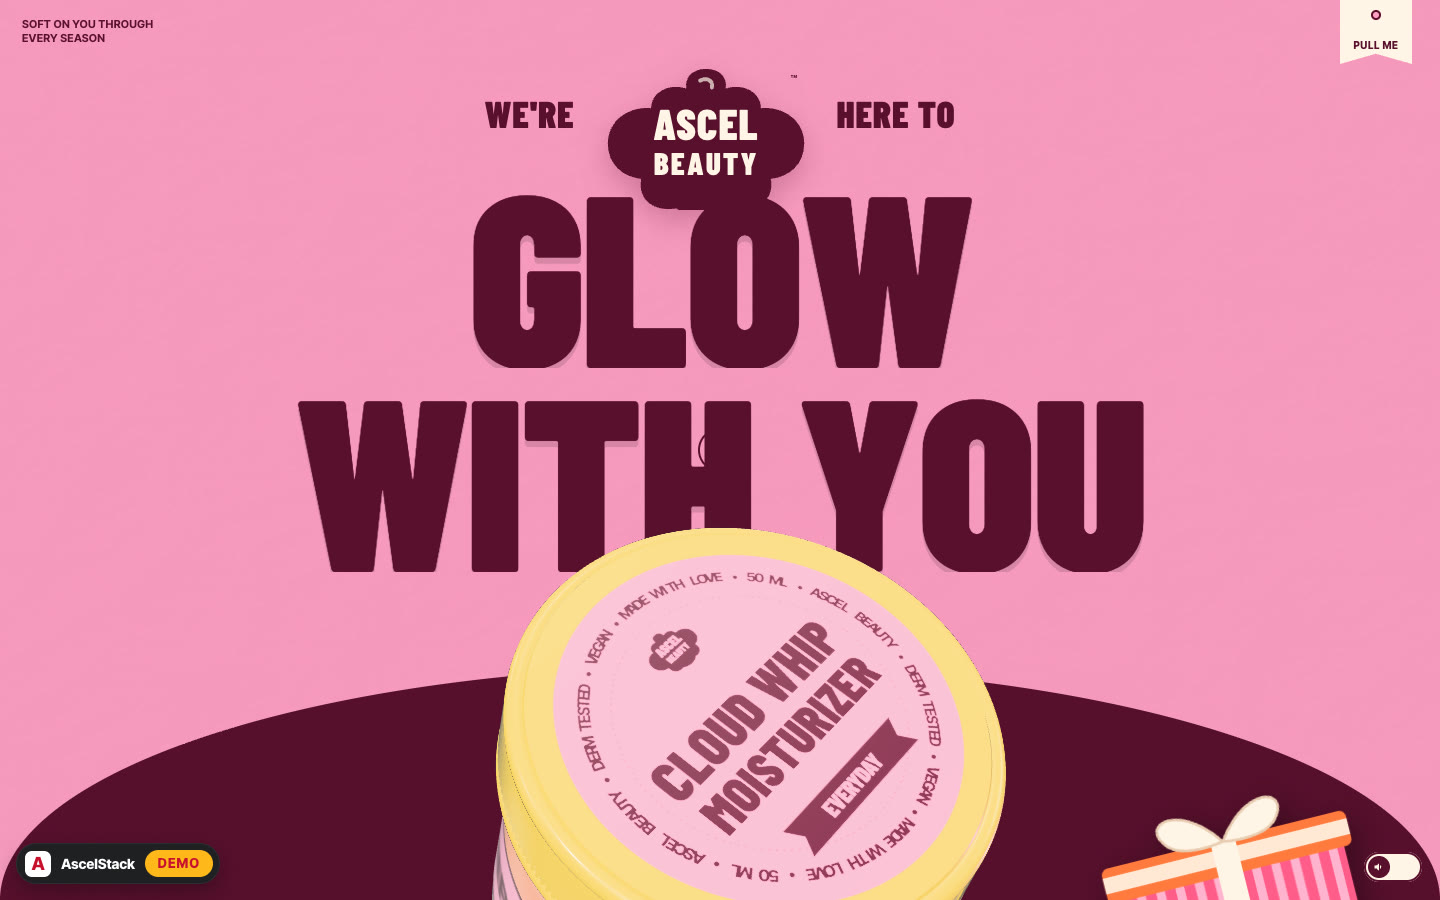 SOFT ON YOU THROUGH
EVERY SEASON
PULL ME
WE'RE
ASCEL
BEAUTY
™
HERE TO
GLOW
WITH YOU
MADE WITH LOVE • 50 ML • ASCEL BEAUTY • DERM TESTED • VEGAN • MADE WITH LOVE • 50 ML • ASCEL BEAUTY • DERM TESTED • VEGAN •
ASCEL
BEAUTY
CLOUD WHIP
MOISTURIZER
EVERYDAY
A
AscelStack
DEMO